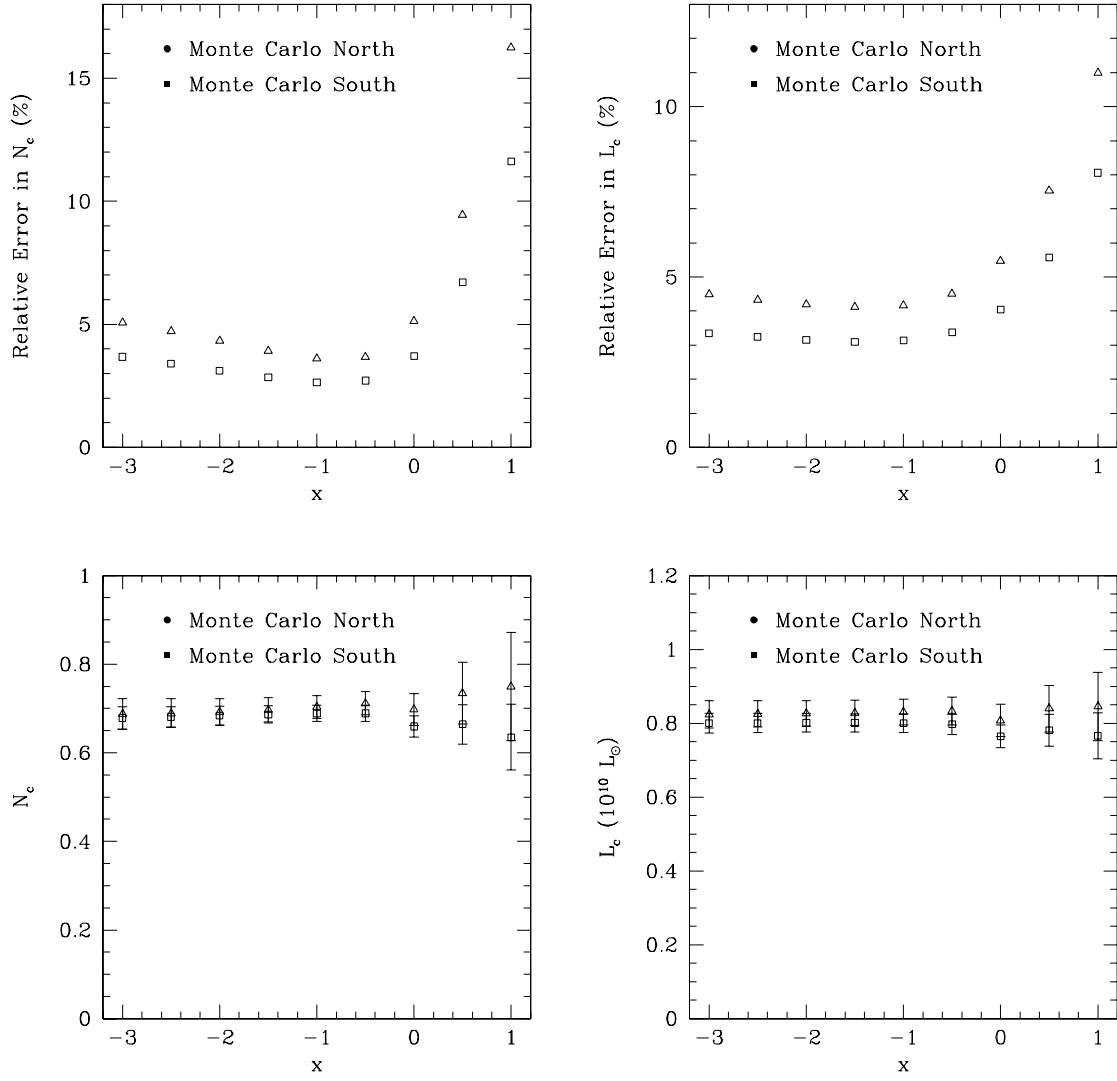 Relative Error in N_c (%)
15
10
5
0
Monte Carlo North
Monte Carlo South
−3 −2 −1 0 1
x
Relative Error in L_c (%)
10
5
0
Monte Carlo North
Monte Carlo South
−3 −2 −1 0 1
x
N_c
1
0.8
0.6
0.4
0.2
0
Monte Carlo North
Monte Carlo South
−3 −2 −1 0 1
x
L_c (10¹⁰ L_⊙)
1.2
1
0.8
0.6
0.4
0.2
0
Monte Carlo North
Monte Carlo South
−3 −2 −1 0 1
x